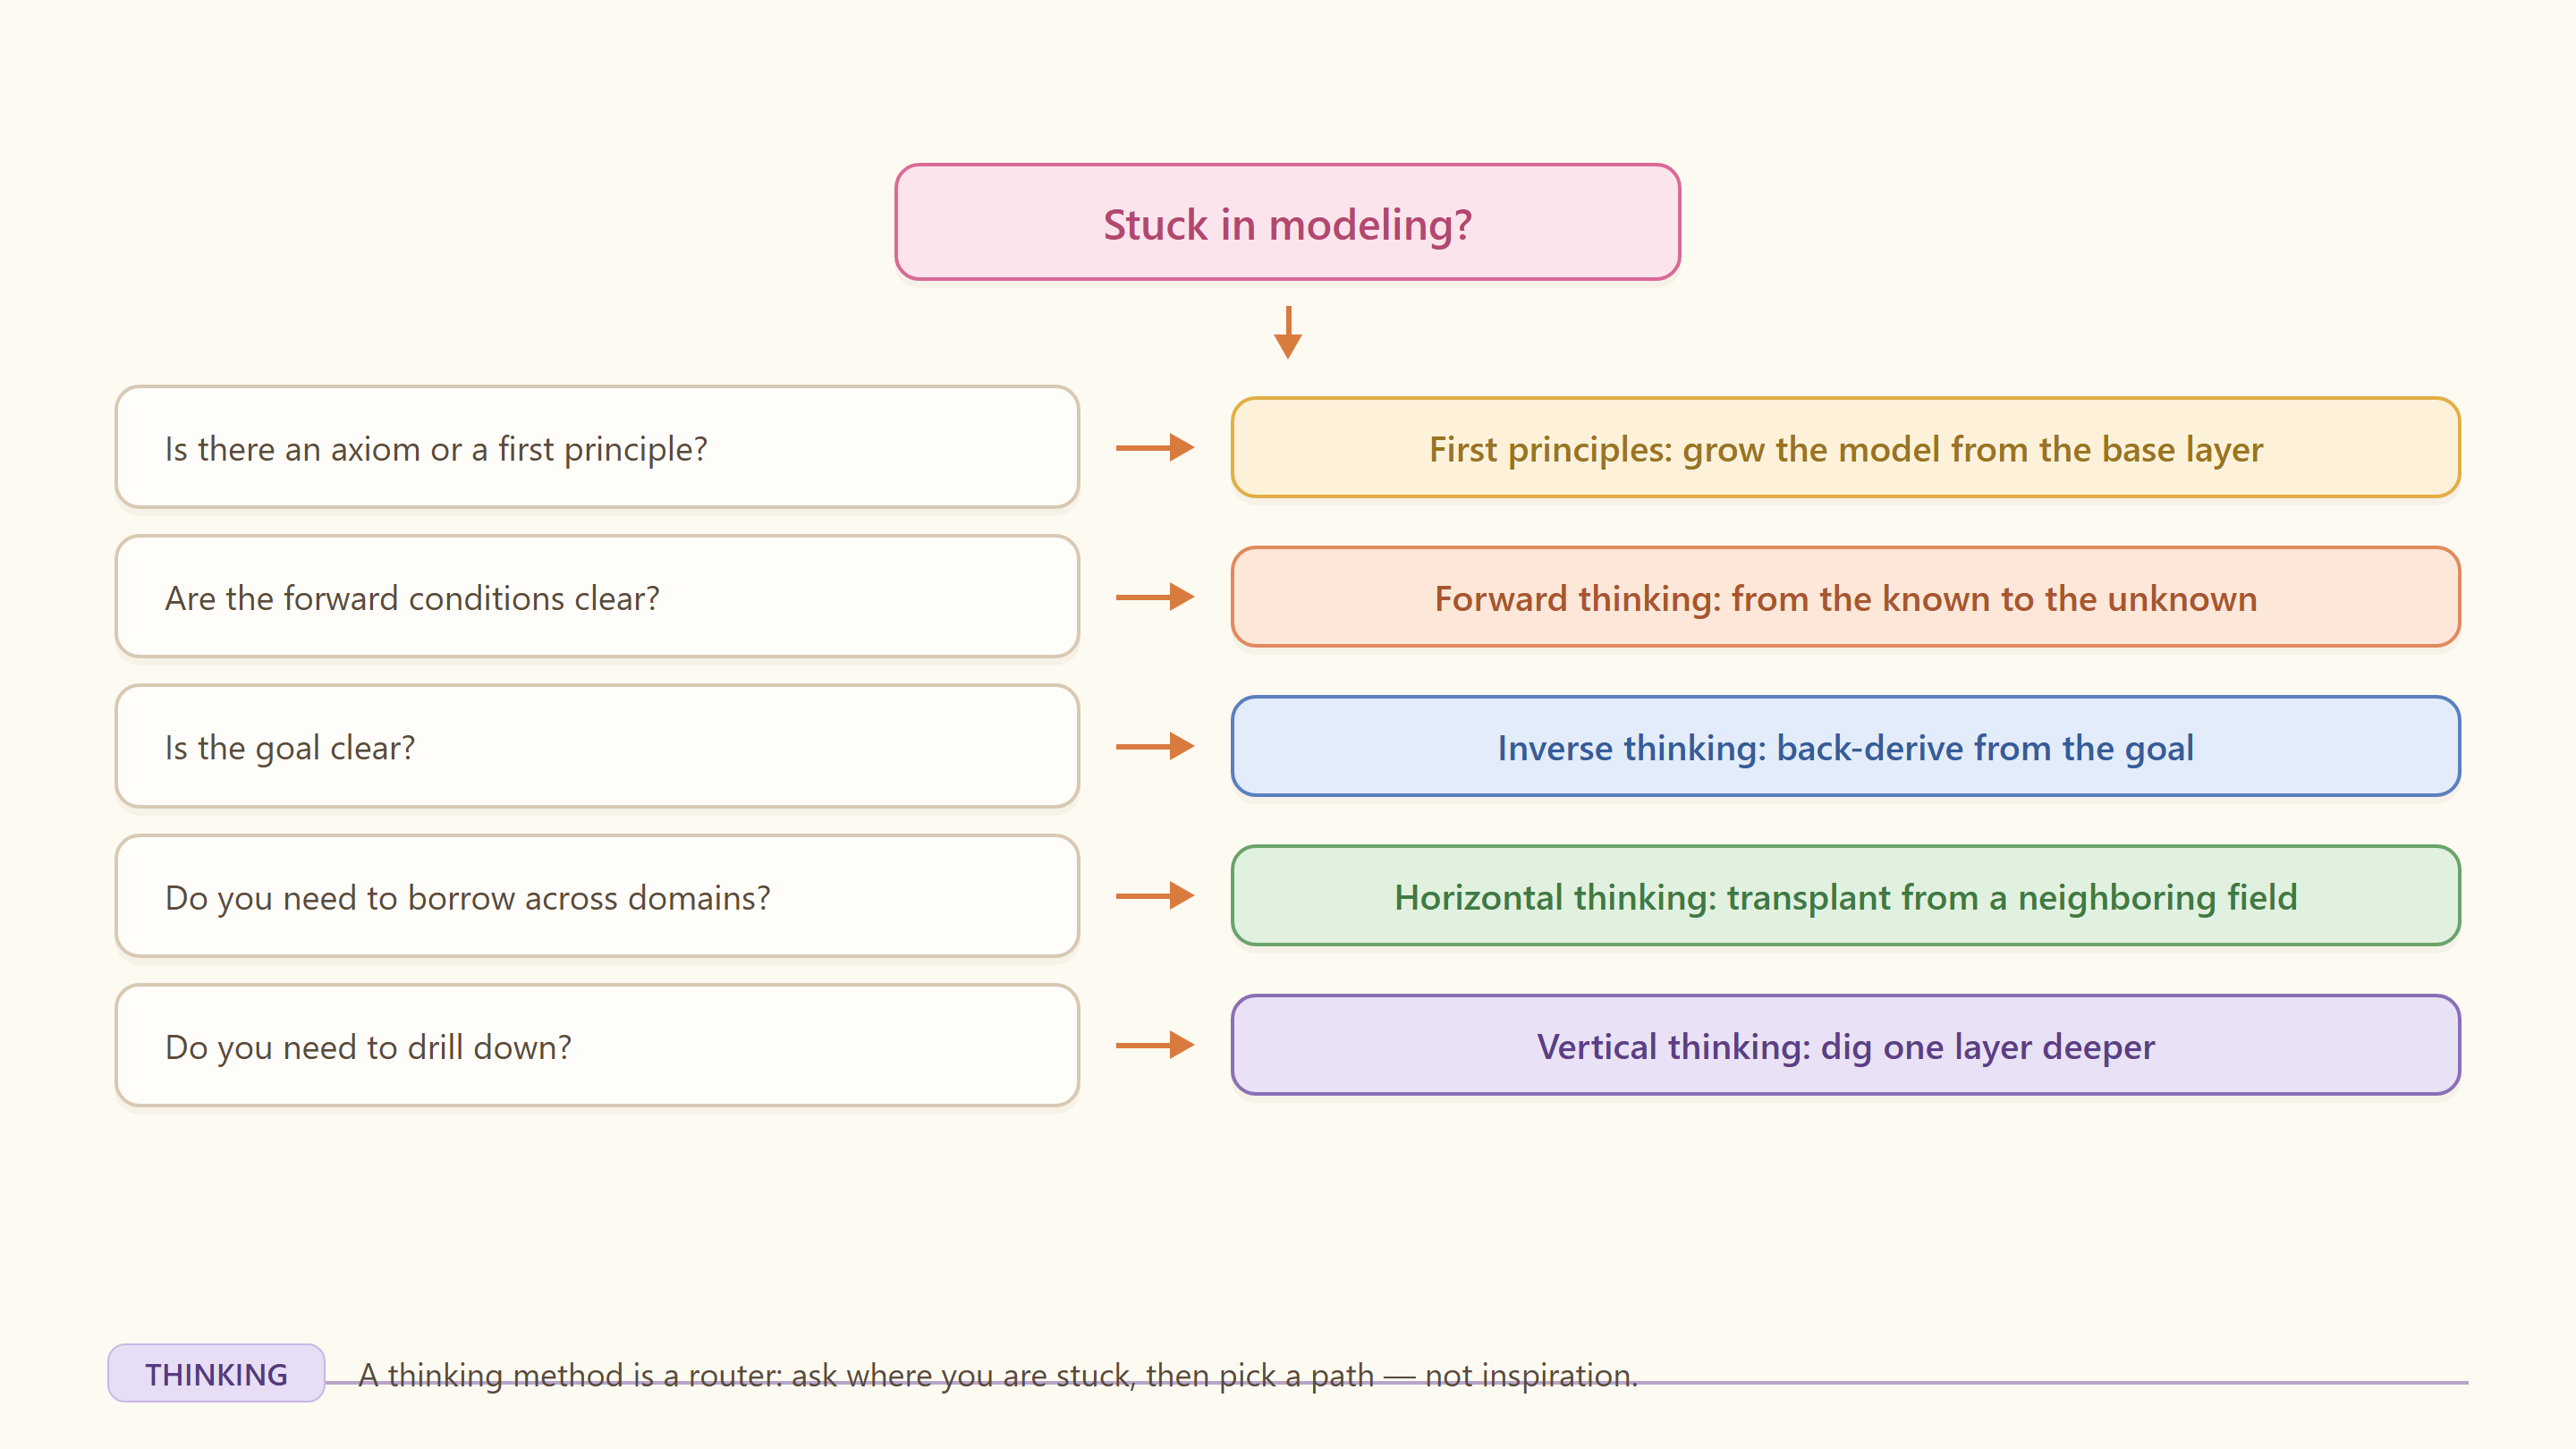 Stuck in modeling?
Is there an axiom or a first principle?
First principles: grow the model from the base layer
Are the forward conditions clear?
Forward thinking: from the known to the unknown
Is the goal clear?
Inverse thinking: back-derive from the goal
Do you need to borrow across domains?
Horizontal thinking: transplant from a neighboring field
Do you need to drill down?
Vertical thinking: dig one layer deeper
THINKING
A thinking method is a router: ask where you are stuck, then pick a path — not inspiration.